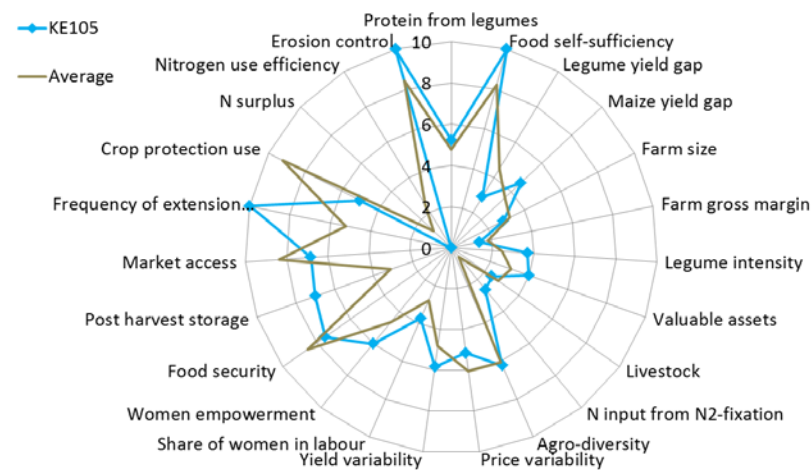 Protein from legumes
KE105
Erosion control
10
Food self-sufficiency
Average
Nitrogen use efficiency
8
Legume yield gap
N surplus
Maize yield gap
6
Crop protection use
Farm size
4
Frequency of extension...
2
Farm gross margin
0
Market access
Legume intensity
Post harvest storage
Valuable assets
Food security
Livestock
Women empowerment
N input from N2-fixation
Share of women in labour
Agro-diversity
Yield variability
Price variability